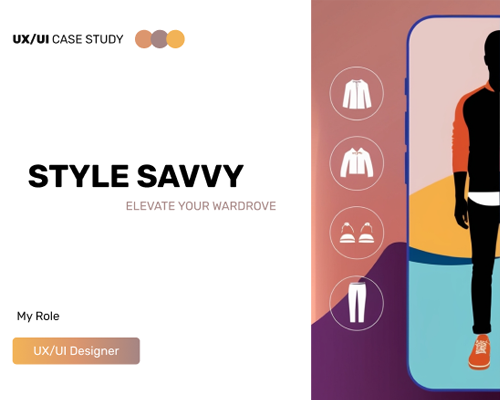 UX/UI CASE STUDY
STYLE SAVVY
ELEVATE YOUR WARDROVE
My Role
UX/UI Designer